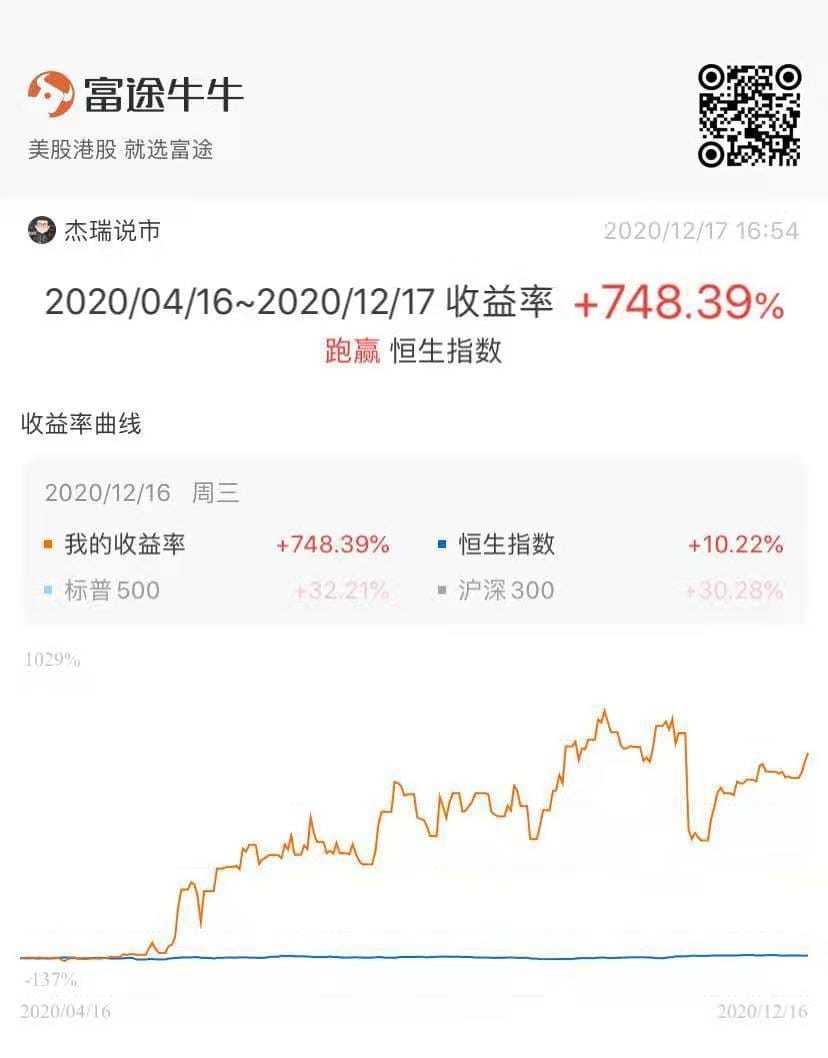 富途牛牛
美股港股 就选富途
杰瑞说市
2020/12/17 16:54
2020/04/16~2020/12/17 收益率 +748.39%
跑赢 恒生指数
收益率曲线
2020/12/16 周三
我的收益率 +748.39% 恒生指数 +10.22%
标普500 +32.21% 沪深300 +30.28%
1029%
-137%
2020/04/16 2020/12/16